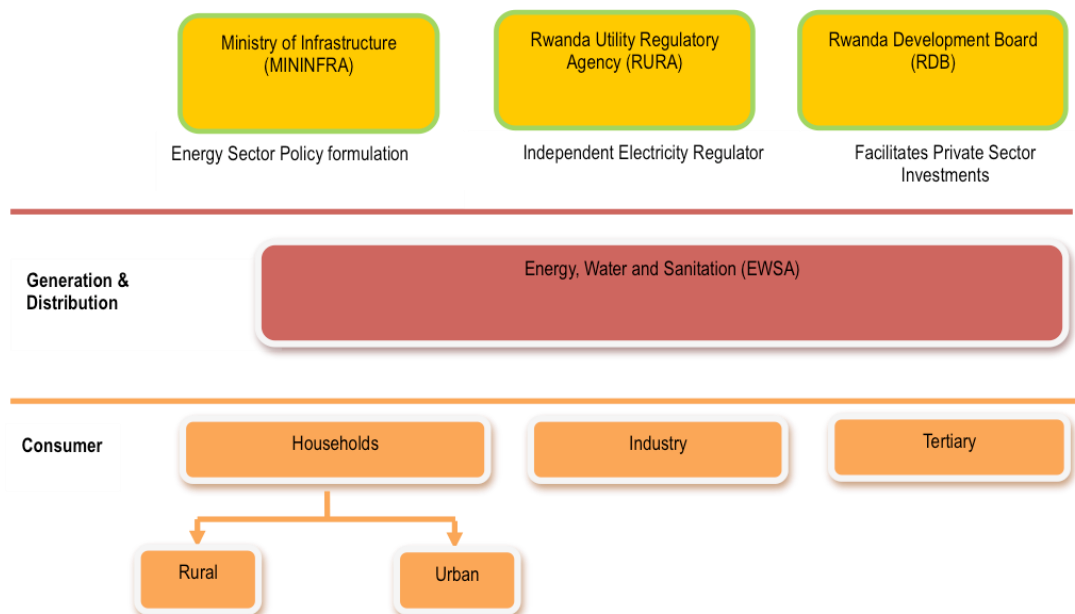 Ministry of Infrastructure
(MININFRA)
Rwanda Utility Regulatory
Agency (RURA)
Rwanda Development Board
(RDB)
Energy Sector Policy formulation
Independent Electricity Regulator
Facilitates Private Sector
Investments
Generation &
Distribution
Energy, Water and Sanitation (EWSA)
Consumer
Households
Industry
Tertiary
Rural
Urban